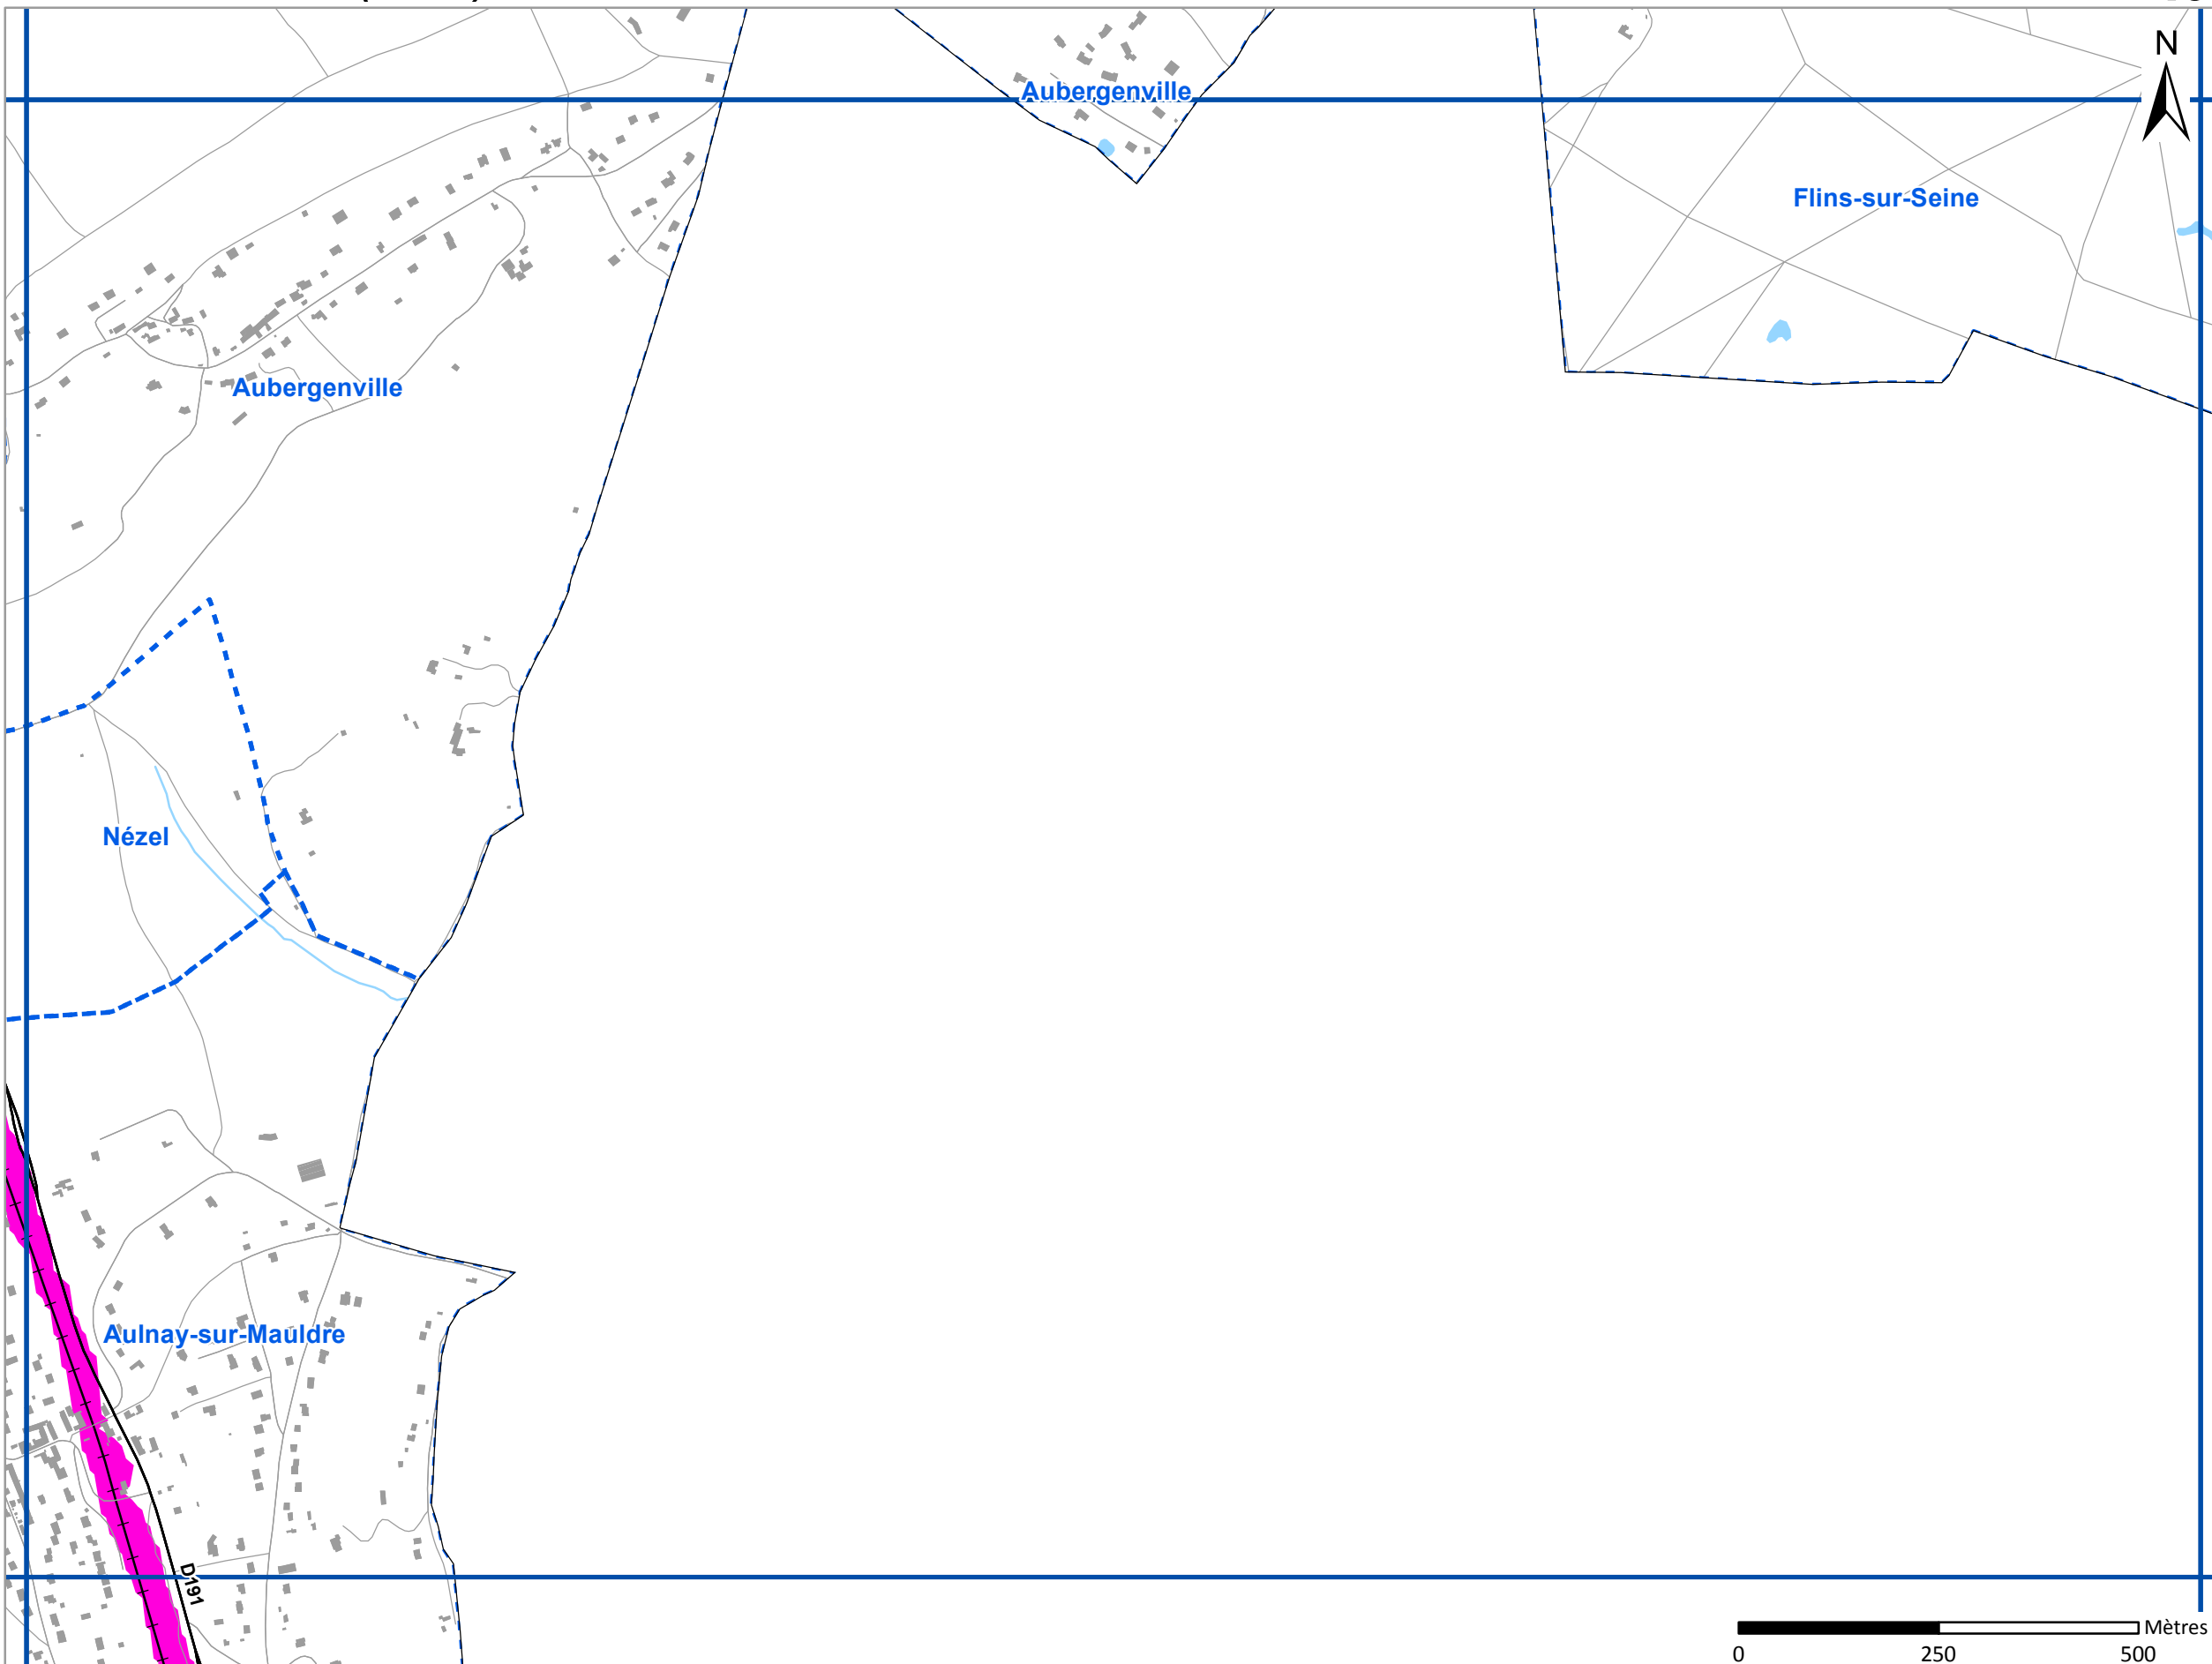 N
Aubergenville
Flins-sur-Seine
Aubergenville
Nézel
Aulnay-sur-Mauldre
D191
Mètres
0 250 500